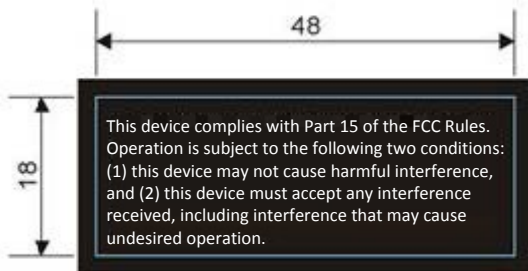 48
18
This device complies with Part 15 of the FCC Rules.
Operation is subject to the following two conditions:
(1) this device may not cause harmful interference,
and (2) this device must accept any interference
received, including interference that may cause
undesired operation.